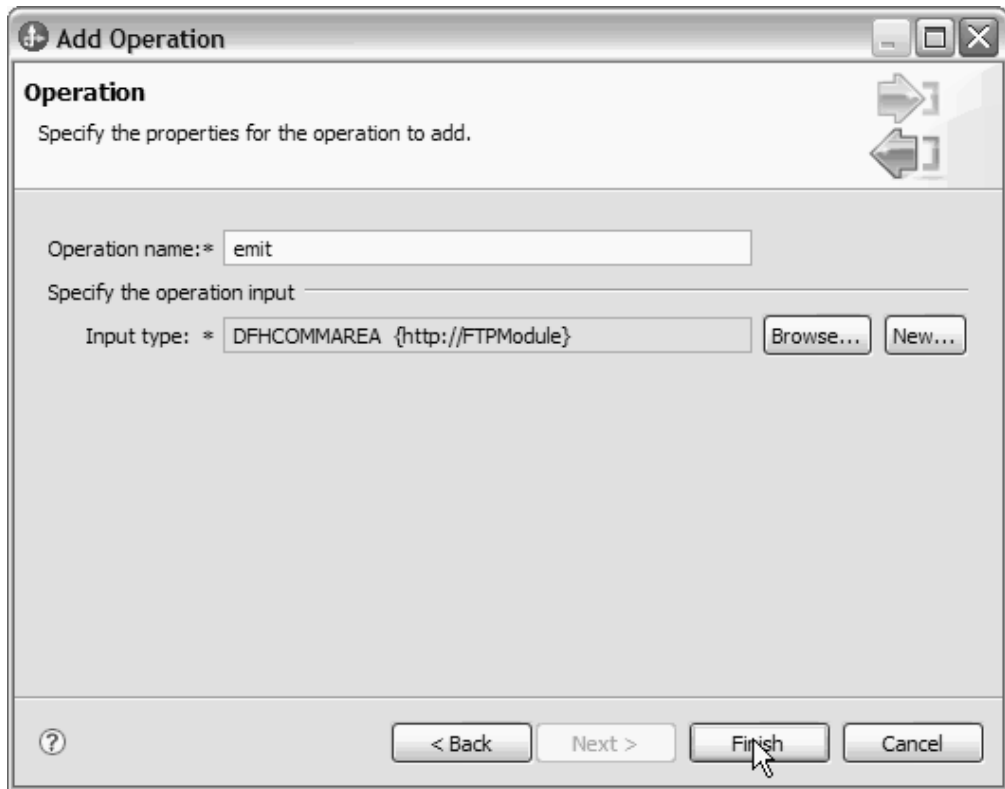 Add Operation
Operation
Specify the properties for the operation to add.
Operation name:* emit
Specify the operation input
Input type: * DFHCOMMAREA {http://FTPModule} Browse... New...
? < Back Next > Finish Cancel